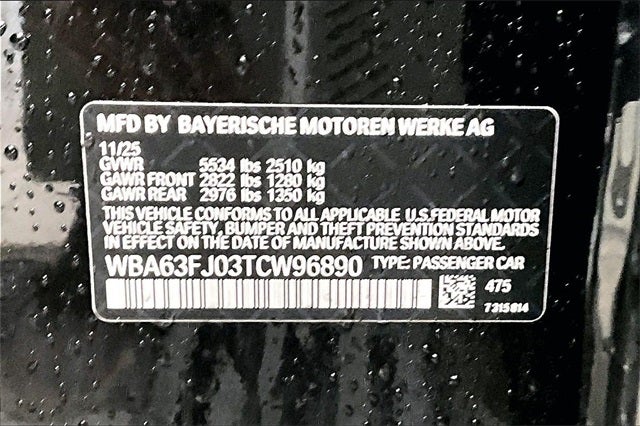 MFD BY BAYERISCHE MOTOREN WERKE AG
11/25
GVWR 5534 lbs 2510 kg
GAWR FRONT 2822 lbs 1280 kg
GAWR REAR 2976 lbs 1350 kg
THIS VEHICLE CONFORMS TO ALL APPLICABLE U.S.FEDERAL MOTOR
VEHICLE SAFETY, BUMPER AND THEFT PREVENTION STANDARDS
IN EFFECT ON THE DATE OF MANUFACTURE SHOWN ABOVE.
WBA63FJ03TCW96890 TYPE: PASSENGER CAR
475
7315814